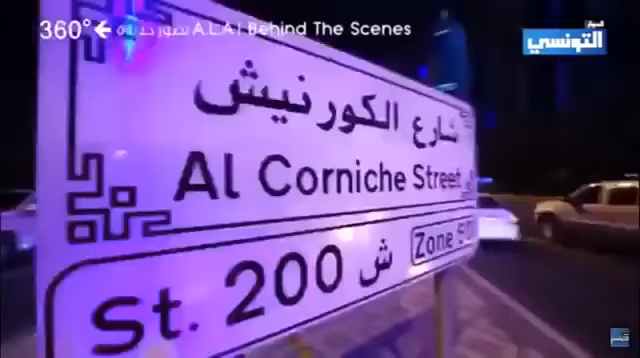 360° ← A.L.A | Behind The Scenes
التونسي
شارع الكورنيش
Al Corniche Street
Zone
St. 200 ش